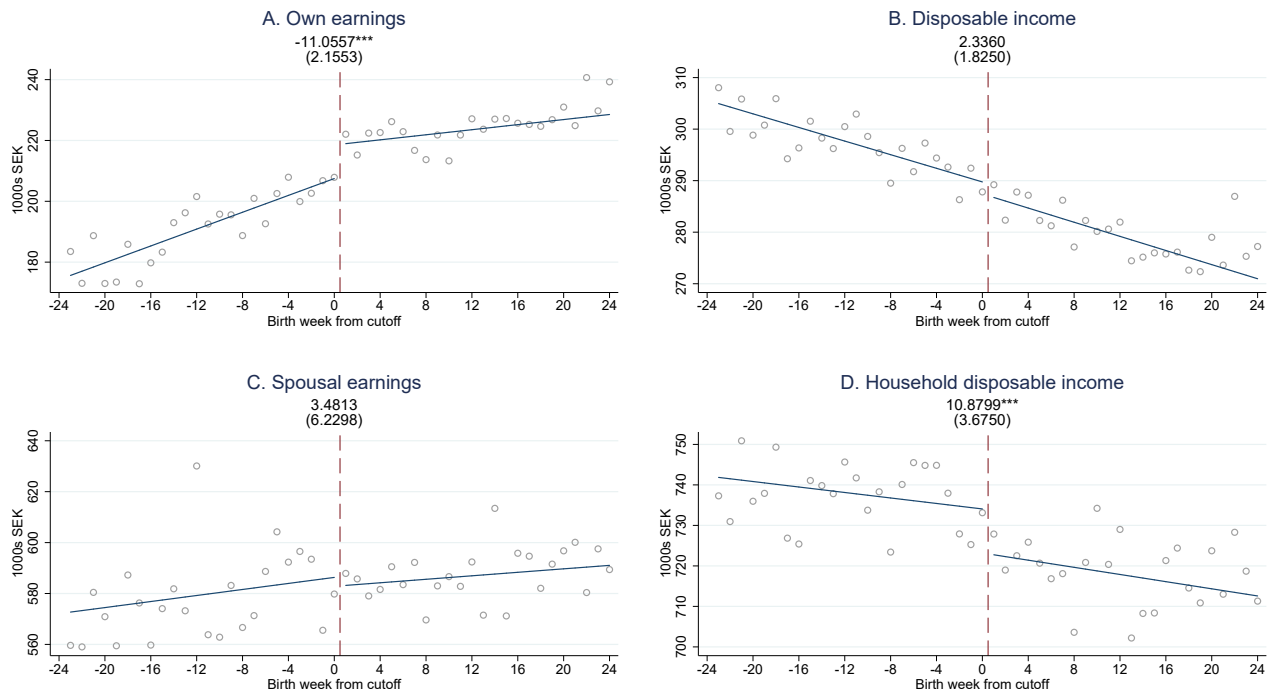 A. Own earnings
-11.0557***
(2.1553)
1000s SEK
240
220
200
180
-24 -20 -16 -12 -8 -4 0 4 8 12 16 20 24
Birth week from cutoff
B. Disposable income
2.3360
(1.8250)
1000s SEK
310
300
290
280
270
-24 -20 -16 -12 -8 -4 0 4 8 12 16 20 24
Birth week from cutoff
C. Spousal earnings
3.4813
(6.2298)
1000s SEK
640
620
600
580
560
-24 -20 -16 -12 -8 -4 0 4 8 12 16 20 24
Birth week from cutoff
D. Household disposable income
10.8799***
(3.6750)
1000s SEK
750
740
730
720
710
700
-24 -20 -16 -12 -8 -4 0 4 8 12 16 20 24
Birth week from cutoff